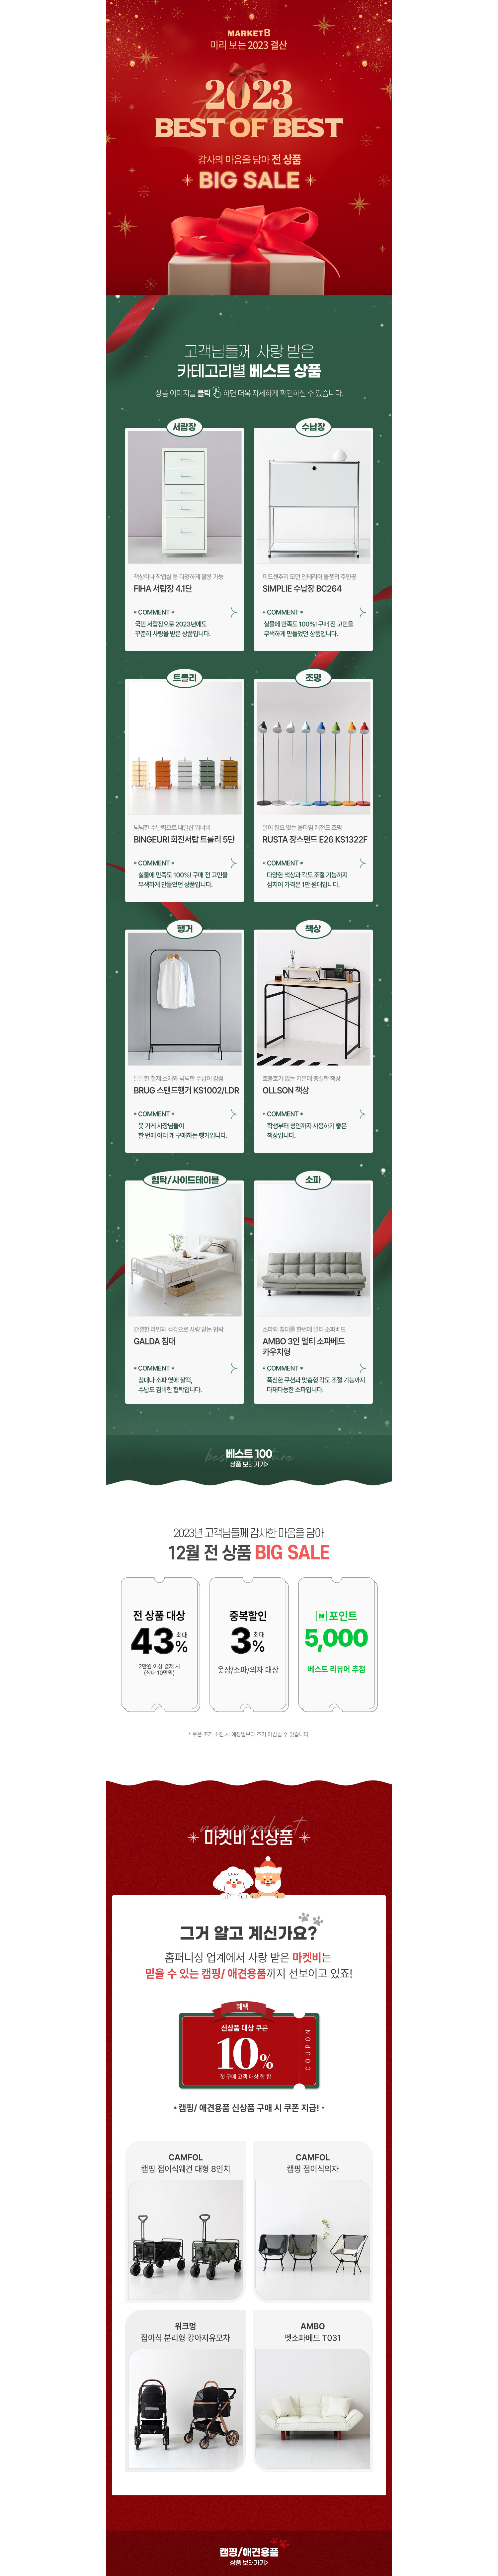 MARKET B
미리 보는 2023 결산
2023
BEST OF BEST
감사의 마음을 담아 전 상품
BIG SALE
고객님들께 사랑 받은
카테고리별 베스트 상품
상품 이미지를 클릭 하면 더욱 자세하게 확인하실 수 있습니다.
서랍장
책상이나 작업실 등 다양하게 활용 가능
FIHA 서랍장 4.1단
• COMMENT •
국민 서랍장으로 2023년에도
꾸준히 사랑을 받은 상품입니다.
수납장
미드센추리 모던 인테리어 돌풍의 주인공
SIMPLIE 수납장 BC264
• COMMENT •
실물에 만족도 100%! 구매 전 고민을
무색하게 만들었던 상품입니다.
트롤리
넉넉한 수납력으로 네일샵 워너비
BINGEURI 회전서랍 트롤리 5단
• COMMENT •
실물에 만족도 100%! 구매 전 고민을
무색하게 만들었던 상품입니다.
조명
말이 필요 없는 올타임 레전드 조명
RUSTA 장스탠드 E26 KS1322F
• COMMENT •
다양한 색상과 각도 조절 기능까지
심지어 가격은 1만 원대입니다.
행거
튼튼한 철제 소재와 넉넉한 수납이 강점
BRUG 스탠드행거 KS1002/LDR
• COMMENT •
옷 가게 사장님들이
한 번에 여러 개 구매하는 행거입니다.
책상
호불호가 없는 기본에 충실한 책상
OLLSON 책상
• COMMENT •
학생부터 성인까지 사용하기 좋은
책상입니다.
협탁/사이드테이블
간결한 라인과 색감으로 사랑 받는 협탁
GALDA 침대
• COMMENT •
침대나 소파 옆에 찰떡,
수납도 겸비한 협탁입니다.
소파
소파와 침대를 한번에 멀티 소파베드
AMBO 3인 멀티 소파베드
카우치형
• COMMENT •
푹신한 쿠션과 맞춤형 각도 조절 기능까지
다재다능한 소파입니다.
베스트 100
상품 보러가기>
2023년 고객님들께 감사한 마음을 담아
12월 전 상품 BIG SALE
전 상품 대상
43 최대 %
2만원 이상 결제 시
(최대 10만원)
중복할인
3 최대 %
옷장/소파/의자 대상
N 포인트
5,000
베스트 리뷰어 추첨
* 쿠폰 조기 소진 시 예정일보다 조기 마감될 수 있습니다.
new product
마켓비 신상품
그거 알고 계신가요?
홈퍼니싱 업계에서 사랑 받은 마켓비는
믿을 수 있는 캠핑/ 애견용품까지 선보이고 있죠!
혜택
신상품 대상 쿠폰
10%
첫 구매 고객 대상 한 함
COUPON
• 캠핑/ 애견용품 신상품 구매 시 쿠폰 지급! •
CAMFOL
캠핑 접이식웨건 대형 8인치
CAMFOL
캠핑 접이식의자
워크멍
접이식 분리형 강아지유모차
AMBO
펫소파베드 T031
캠핑/애견용품
상품 보러가기>